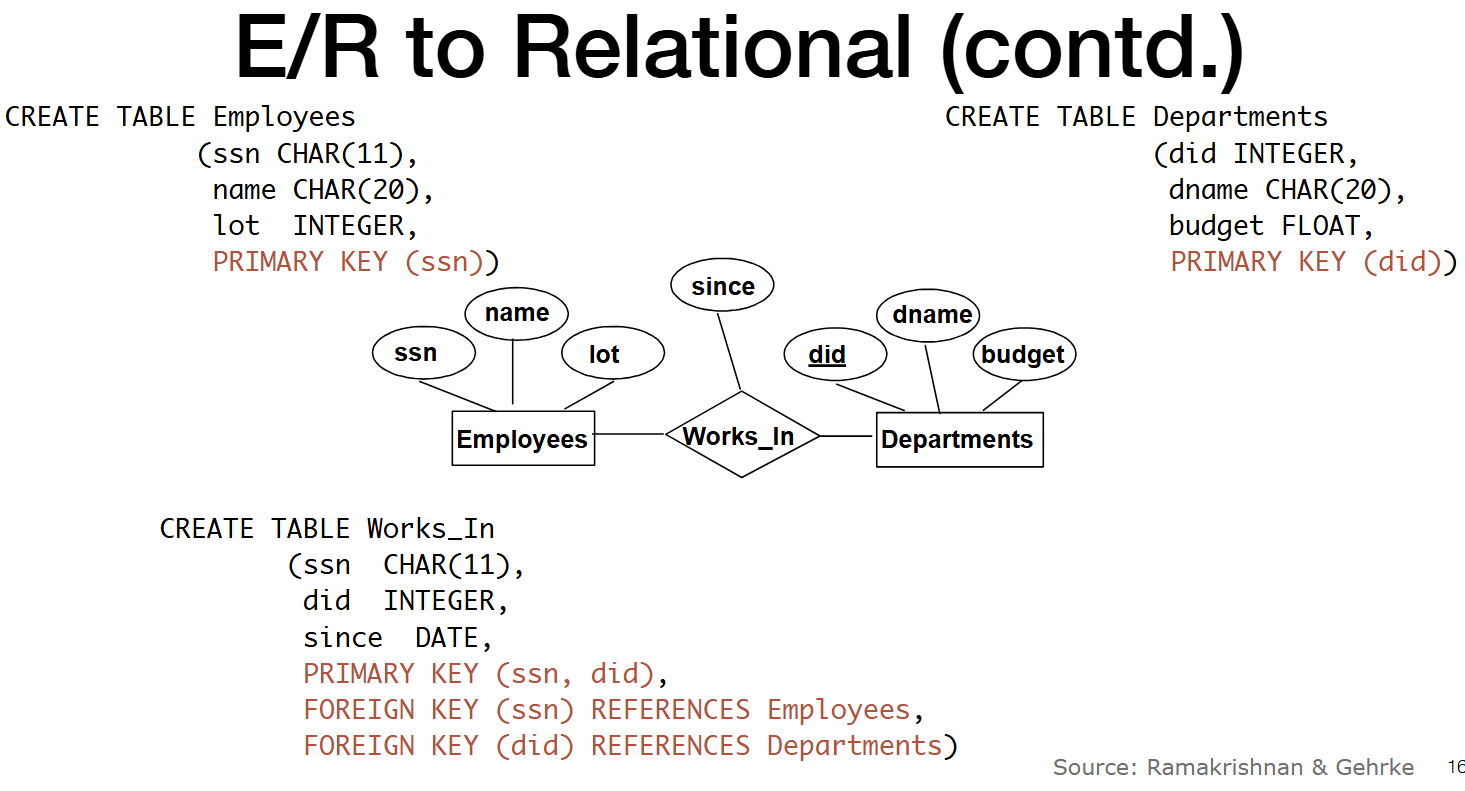 E/R to Relational (contd.)
CREATE TABLE Employees
(ssn CHAR(11),
name CHAR(20),
lot INTEGER,
PRIMARY KEY (ssn))
CREATE TABLE Departments
(did INTEGER,
dname CHAR(20),
budget FLOAT,
PRIMARY KEY (did))
since
name
dname
ssn
lot
did
budget
Employees
Works_In
Departments
CREATE TABLE Works_In
(ssn CHAR(11),
did INTEGER,
since DATE,
PRIMARY KEY (ssn, did),
FOREIGN KEY (ssn) REFERENCES Employees,
FOREIGN KEY (did) REFERENCES Departments)
Source: Ramakrishnan & Gehrke
16